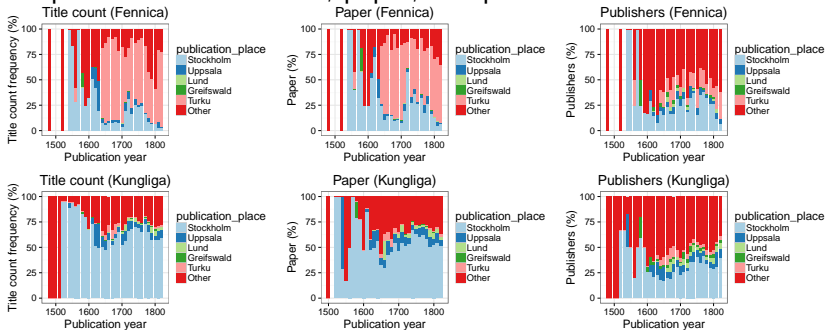 Title count (Fennica)
Title count frequency (%)
100
75
50
25
0
1500
1600
1700
1800
Publication year
publication_place
Stockholm
Uppsala
Lund
Greifswald
Turku
Other
Paper (Fennica)
Paper (%)
100
75
50
25
0
1500
1600
1700
1800
Publication year
publication_place
Stockholm
Uppsala
Lund
Greifswald
Turku
Other
Publishers (Fennica)
Publishers (%)
100
75
50
25
0
1500
1600
1700
1800
Publication year
publication_place
Stockholm
Uppsala
Lund
Greifswald
Turku
Other
Title count (Kungliga)
Title count frequency (%)
100
75
50
25
0
1500
1600
1700
1800
Publication year
publication_place
Stockholm
Uppsala
Lund
Greifswald
Turku
Other
Paper (Kungliga)
Paper (%)
100
75
50
25
0
1500
1600
1700
1800
Publication year
publication_place
Stockholm
Uppsala
Lund
Greifswald
Turku
Other
Publishers (Kungliga)
Publishers (%)
100
75
50
25
0
1500
1600
1700
1800
Publication year
publication_place
Stockholm
Uppsala
Lund
Greifswald
Turku
Other